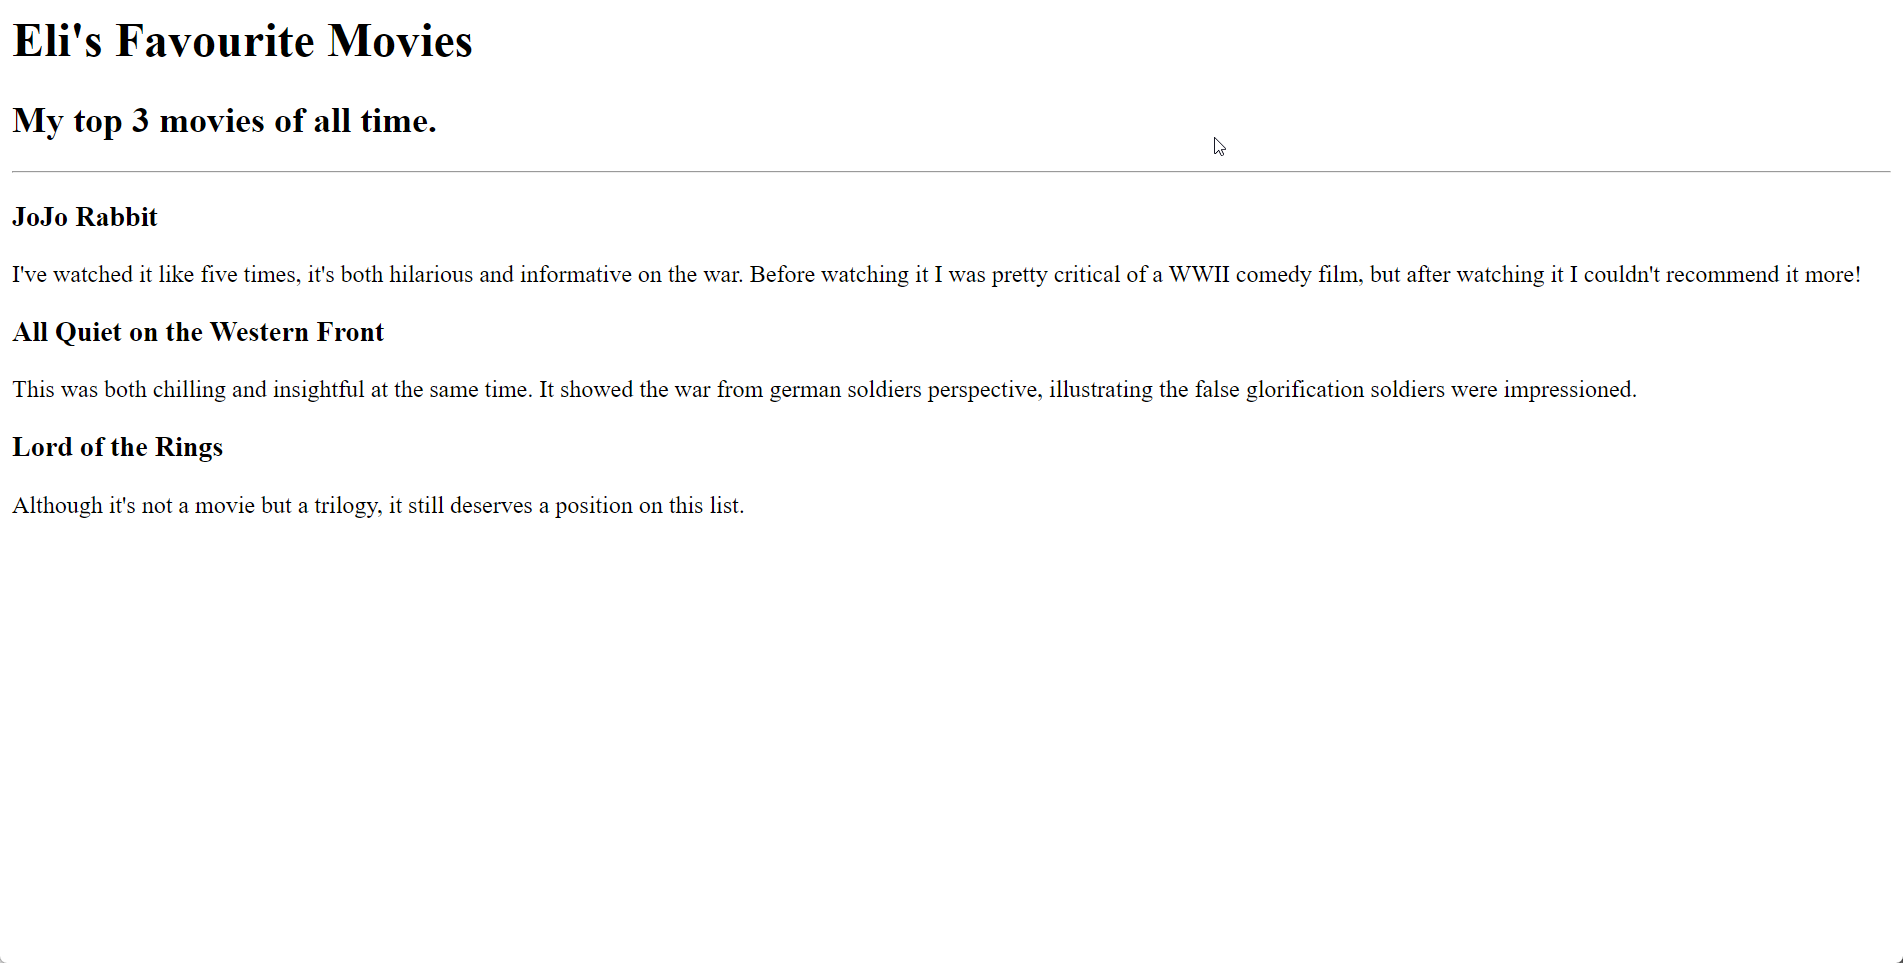 Eli's Favourite Movies
My top 3 movies of all time.
JoJo Rabbit
I've watched it like five times, it's both hilarious and informative on the war. Before watching it I was pretty critical of a WWII comedy film, but after watching it I couldn't recommend it more!
All Quiet on the Western Front
This was both chilling and insightful at the same time. It showed the war from german soldiers perspective, illustrating the false glorification soldiers were impressioned.
Lord of the Rings
Although it's not a movie but a trilogy, it still deserves a position on this list.